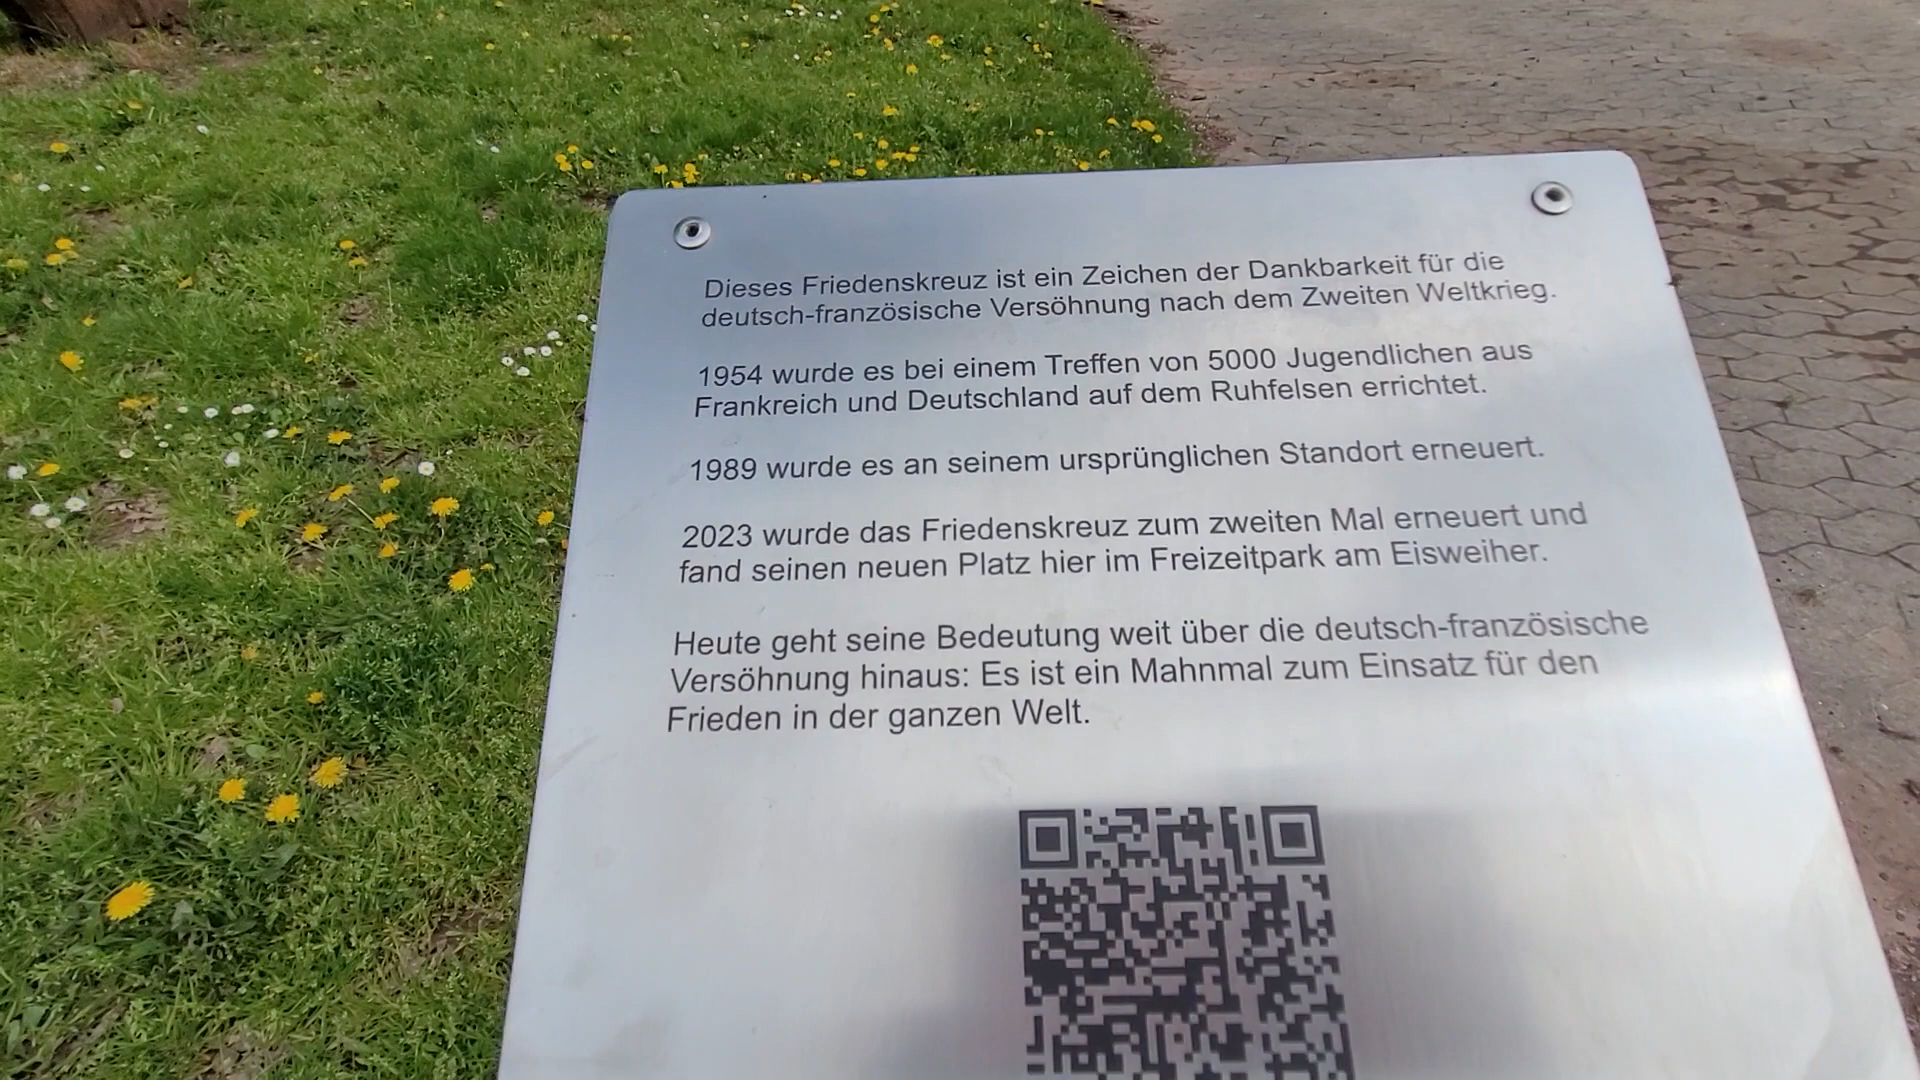 Dieses Friedenskreuz ist ein Zeichen der Dankbarkeit für die
deutsch-französische Versöhnung nach dem Zweiten Weltkrieg.
1954 wurde es bei einem Treffen von 5000 Jugendlichen aus
Frankreich und Deutschland auf dem Ruhfelsen errichtet.
1989 wurde es an seinem ursprünglichen Standort erneuert.
2023 wurde das Friedenskreuz zum zweiten Mal erneuert und
fand seinen neuen Platz hier im Freizeitpark am Eisweiher.
Heute geht seine Bedeutung weit über die deutsch-französische
Versöhnung hinaus: Es ist ein Mahnmal zum Einsatz für den
Frieden in der ganzen Welt.